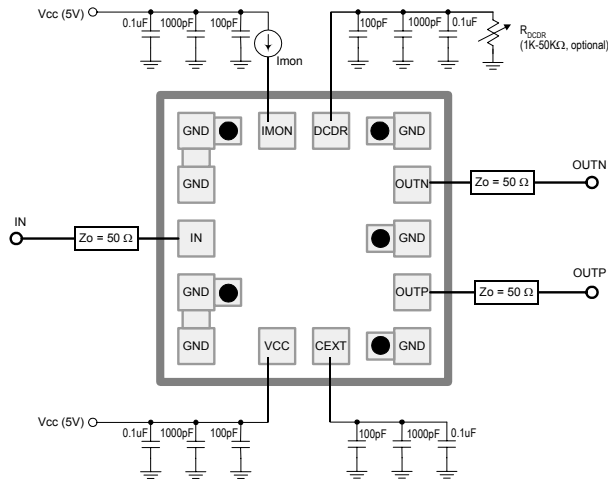 Vcc (5V)
0.1uF 1000pF 100pF
Imon
100pF 1000pF 0.1uF
R_DCDR
(1K-50KΩ, optional)
GND IMON DCDR GND
GND OUTN Zo = 50 Ω OUTN
IN Zo = 50 Ω IN GND
GND OUTP Zo = 50 Ω OUTP
GND VCC CEXT GND
Vcc (5V)
0.1uF 1000pF 100pF
100pF 1000pF 0.1uF